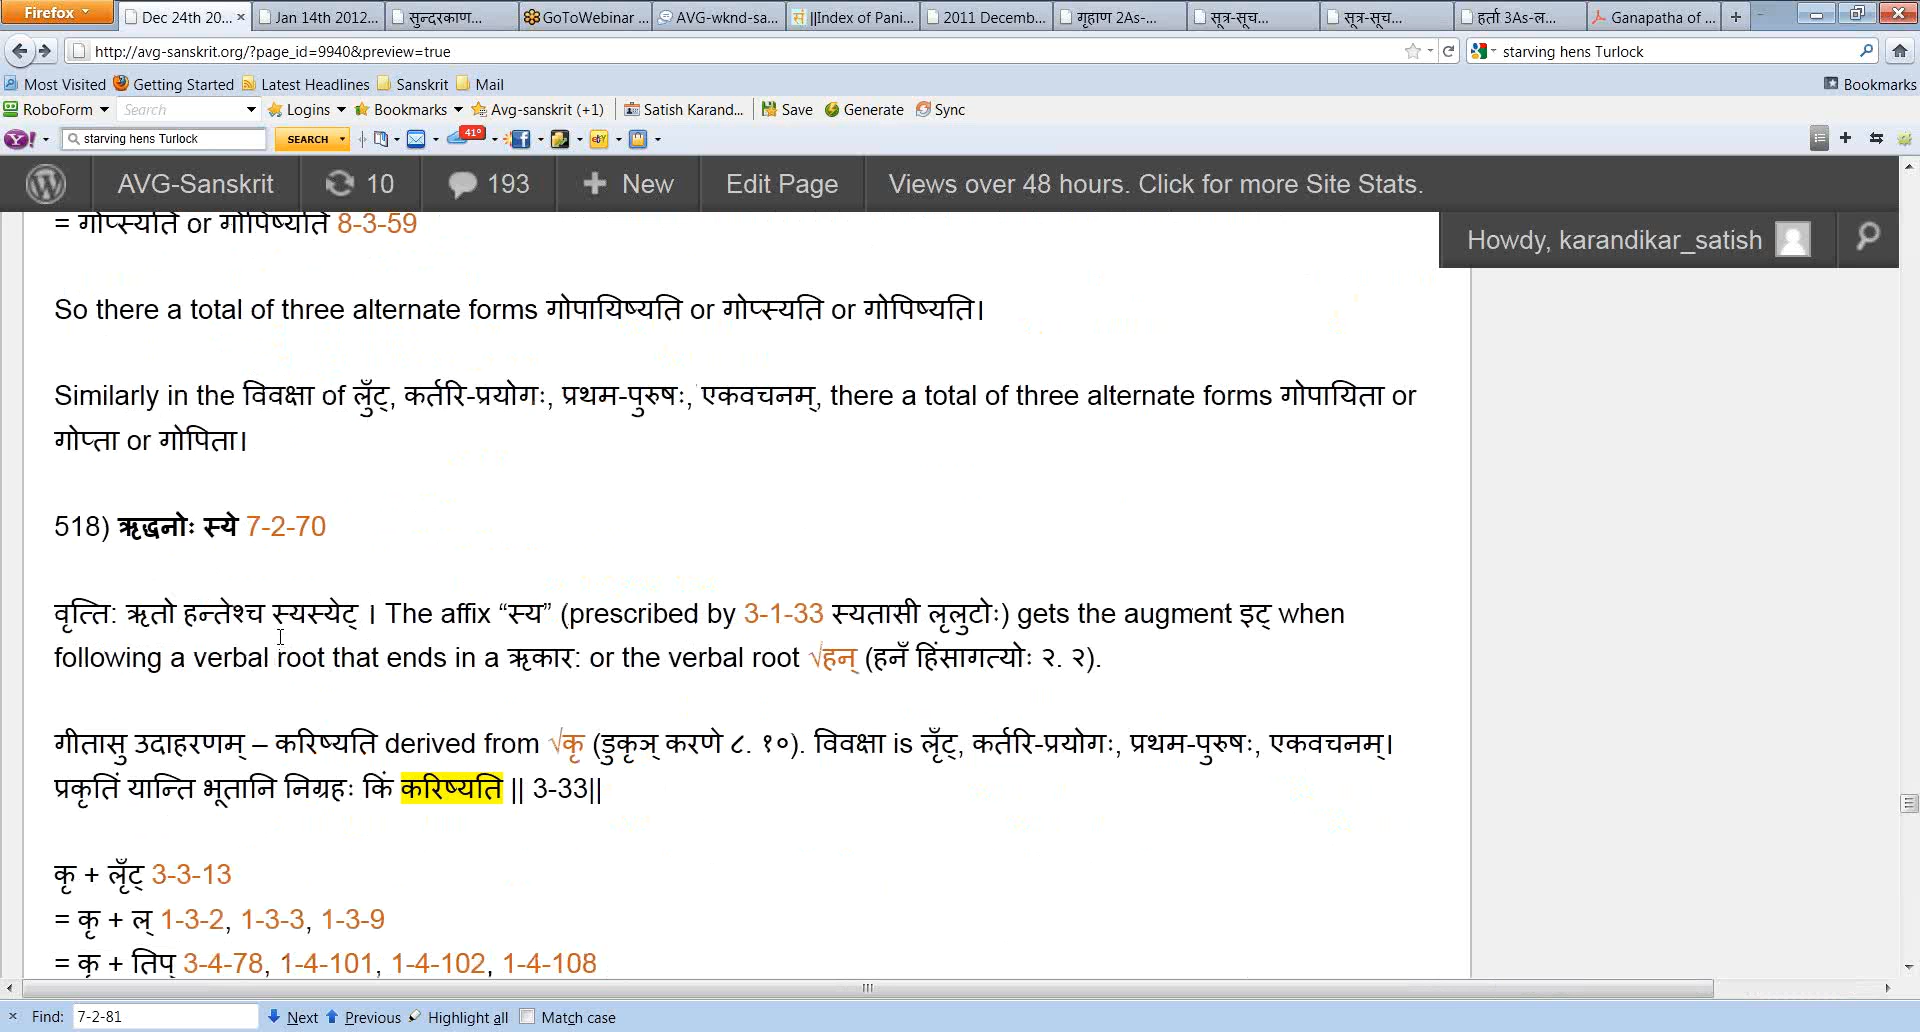 Firefox
Dec 24th 20...
Jan 14th 2012...
सुन्दरकाण...
GoToWebinar ...
AVG-wknd-sa...
||Index of Pani...
2011 Decemb...
गृहाण 2As-...
सूत्र-सूच...
सूत्र-सूच...
हर्ता 3As-ल...
Ganapatha of ...
http://avg-sanskrit.org/?page_id=9940&preview=true
starving hens Turlock
Most Visited Getting Started Latest Headlines Sanskrit Mail Bookmarks
RoboForm Search Logins Bookmarks Avg-sanskrit (+1) Satish Karand... Save Generate Sync
Y! starving hens Turlock SEARCH 41° ebY
AVG-Sanskrit 10 193 + New Edit Page Views over 48 hours. Click for more Site Stats.
Howdy, karandikar_satish
= गोप्स्यति or गोपिष्यति 8-3-59
So there a total of three alternate forms गोपायिष्यति or गोप्स्यति or गोपिष्यति।
Similarly in the विवक्षा of लुँट्, कर्तरि-प्रयोगः, प्रथम-पुरुषः, एकवचनम्, there a total of three alternate forms गोपायिता or
गोप्ता or गोपिता।
518) ऋद्धनोः स्ये 7-2-70
वृत्ति: ऋतो हन्तेश्च स्यस्येट् । The affix “स्य” (prescribed by 3-1-33 स्यतासी लृलुटोः) gets the augment इट् when
following a verbal root that ends in a ऋकार: or the verbal root √हन् (हनँ हिंसागत्योः २. २).
गीतासु उदाहरणम् – करिष्यति derived from √कृ (डुकृञ् करणे ८. १०). विवक्षा is लृँट्, कर्तरि-प्रयोगः, प्रथम-पुरुषः, एकवचनम्।
प्रकृतिं यान्ति भूतानि निग्रहः किं करिष्यति || 3-33||
कृ + लृँट् 3-3-13
= कृ + ल् 1-3-2, 1-3-3, 1-3-9
= कृ + तिप् 3-4-78, 1-4-101, 1-4-102, 1-4-108
× Find: 7-2-81 Next Previous Highlight all Match case